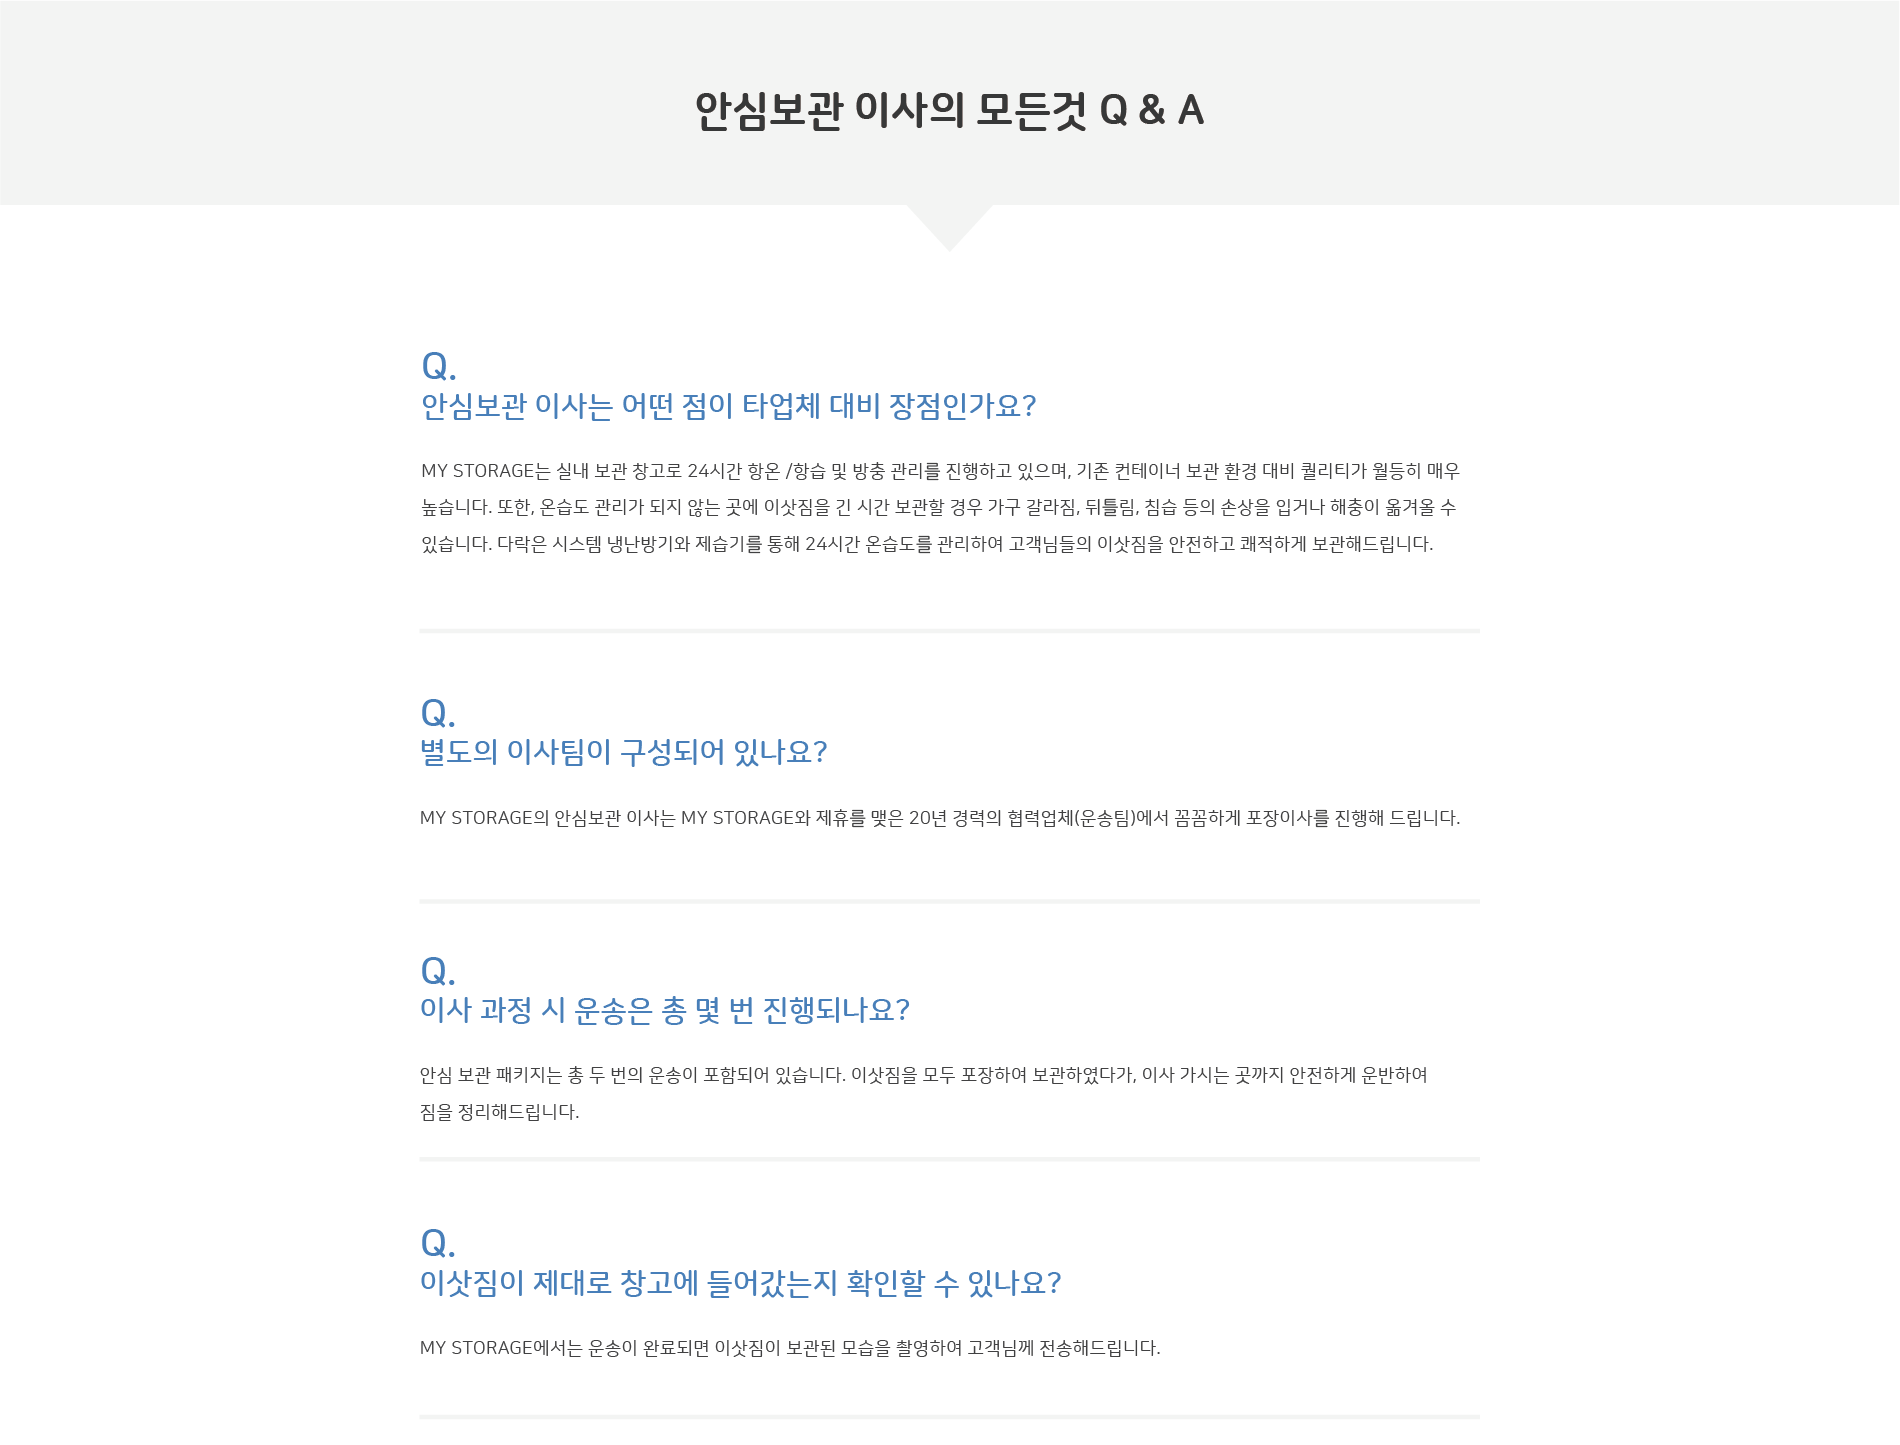 안심보관 이사의 모든것 Q & A
Q.
안심보관 이사는 어떤 점이 타업체 대비 장점인가요?
MY STORAGE는 실내 보관 창고로 24시간 항온 /항습 및 방충 관리를 진행하고 있으며, 기존 컨테이너 보관 환경 대비 퀄리티가 월등히 매우
높습니다. 또한, 온습도 관리가 되지 않는 곳에 이삿짐을 긴 시간 보관할 경우 가구 갈라짐, 뒤틀림, 침습 등의 손상을 입거나 해충이 옮겨올 수
있습니다. 다락은 시스템 냉난방기와 제습기를 통해 24시간 온습도를 관리하여 고객님들의 이삿짐을 안전하고 쾌적하게 보관해드립니다.
Q.
별도의 이사팀이 구성되어 있나요?
MY STORAGE의 안심보관 이사는 MY STORAGE와 제휴를 맺은 20년 경력의 협력업체(운송팀)에서 꼼꼼하게 포장이사를 진행해 드립니다.
Q.
이사 과정 시 운송은 총 몇 번 진행되나요?
안심 보관 패키지는 총 두 번의 운송이 포함되어 있습니다. 이삿짐을 모두 포장하여 보관하였다가, 이사 가시는 곳까지 안전하게 운반하여
짐을 정리해드립니다.
Q.
이삿짐이 제대로 창고에 들어갔는지 확인할 수 있나요?
MY STORAGE에서는 운송이 완료되면 이삿짐이 보관된 모습을 촬영하여 고객님께 전송해드립니다.